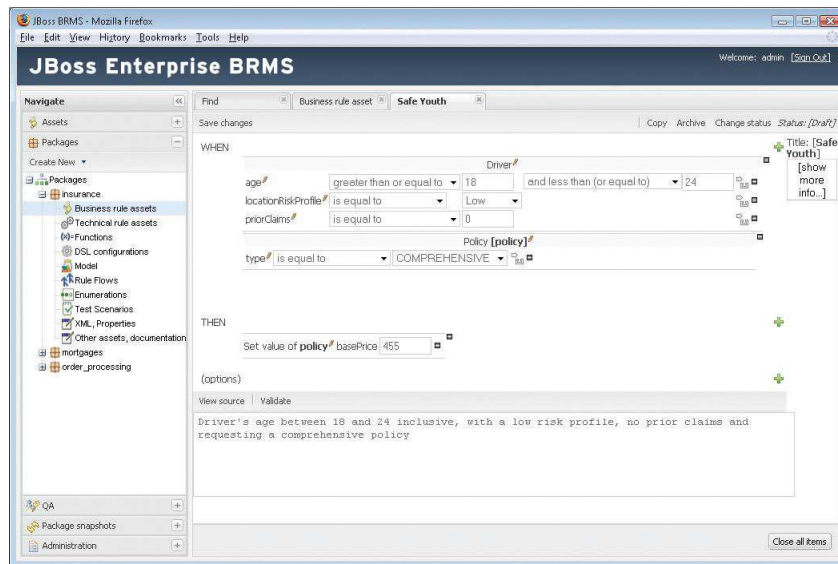 JBoss BRMS - Mozilla Firefox
File Edit View History Bookmarks Tools Help
JBoss Enterprise BRMS
Welcome: admin [Sign Out]
Navigate
Find
Business rule asset
Safe Youth
Assets
Save changes
Copy Archive Change status Status: [Draft]
Packages
Create New
Packages
insurance
Business rule assets
Technical rule assets
Functions
DSL configurations
Model
Rule Flows
Enumerations
Test Scenarios
XML, Properties
Other assets, documentation
mortgages
order_processing
QA
Package snapshots
Administration
WHEN
Driver
age greater than or equal to 18 and less than (or equal to) 24
locationRiskProfile is equal to Low
priorClaims is equal to 0
Policy [policy]
type is equal to COMPREHENSIVE
THEN
Set value of policy basePrice 455
(options)
View source Validate
Driver's age between 18 and 24 inclusive, with a low risk profile, no prior claims and
requesting a comprehensive policy
Title: [Safe
Youth]
[show
more
info...]
Close all items